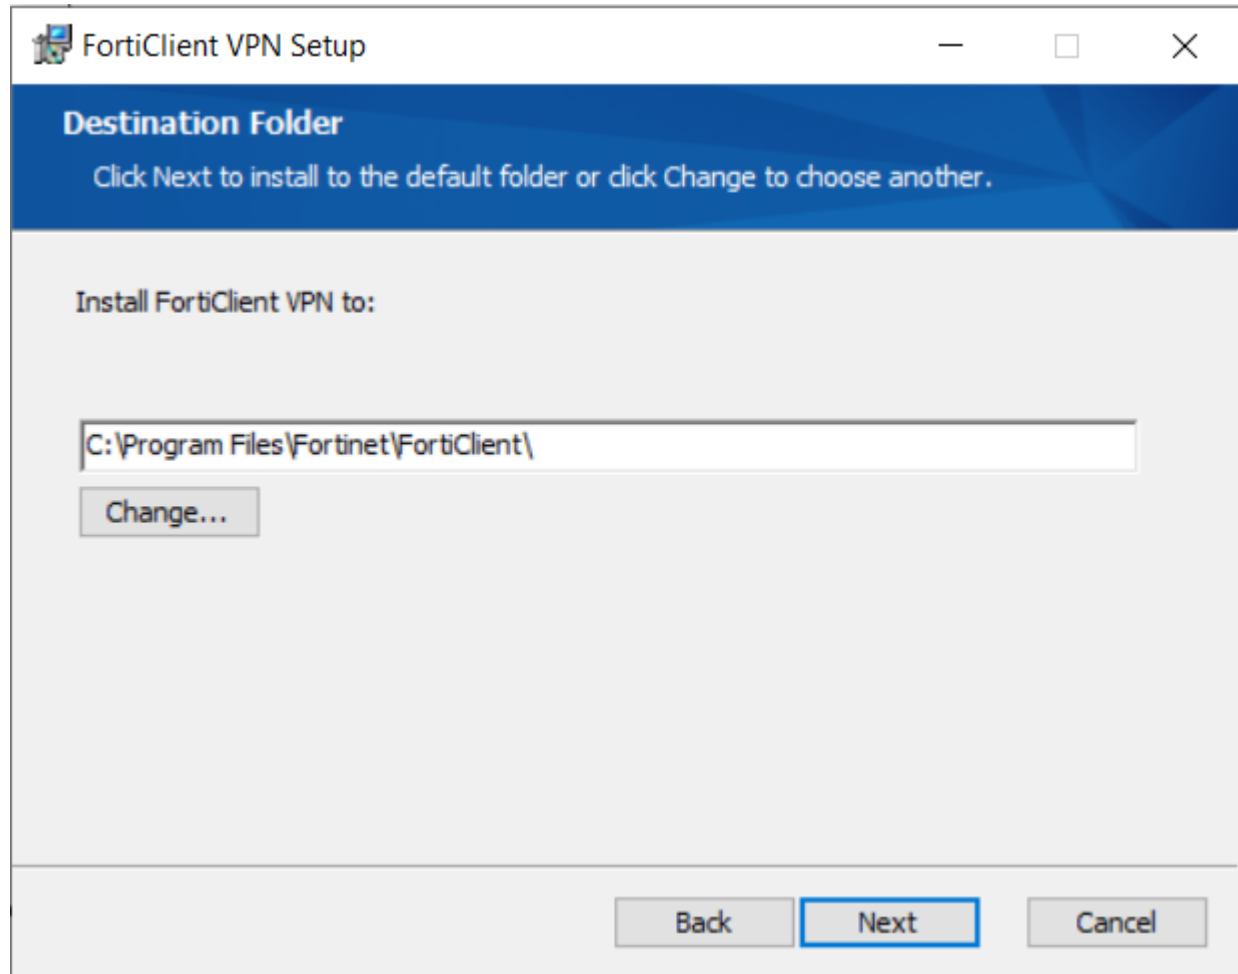 FortiClient VPN Setup
Destination Folder
Click Next to install to the default folder or click Change to choose another.
Install FortiClient VPN to:
C:\Program Files\Fortinet\FortiClient\
Change...
Back
Next
Cancel